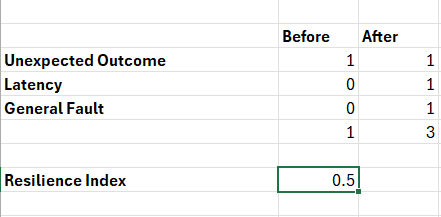 Before After
Unexpected Outcome 1 1
Latency 0 1
General Fault 0 1
1 3
Resilience Index 0.5